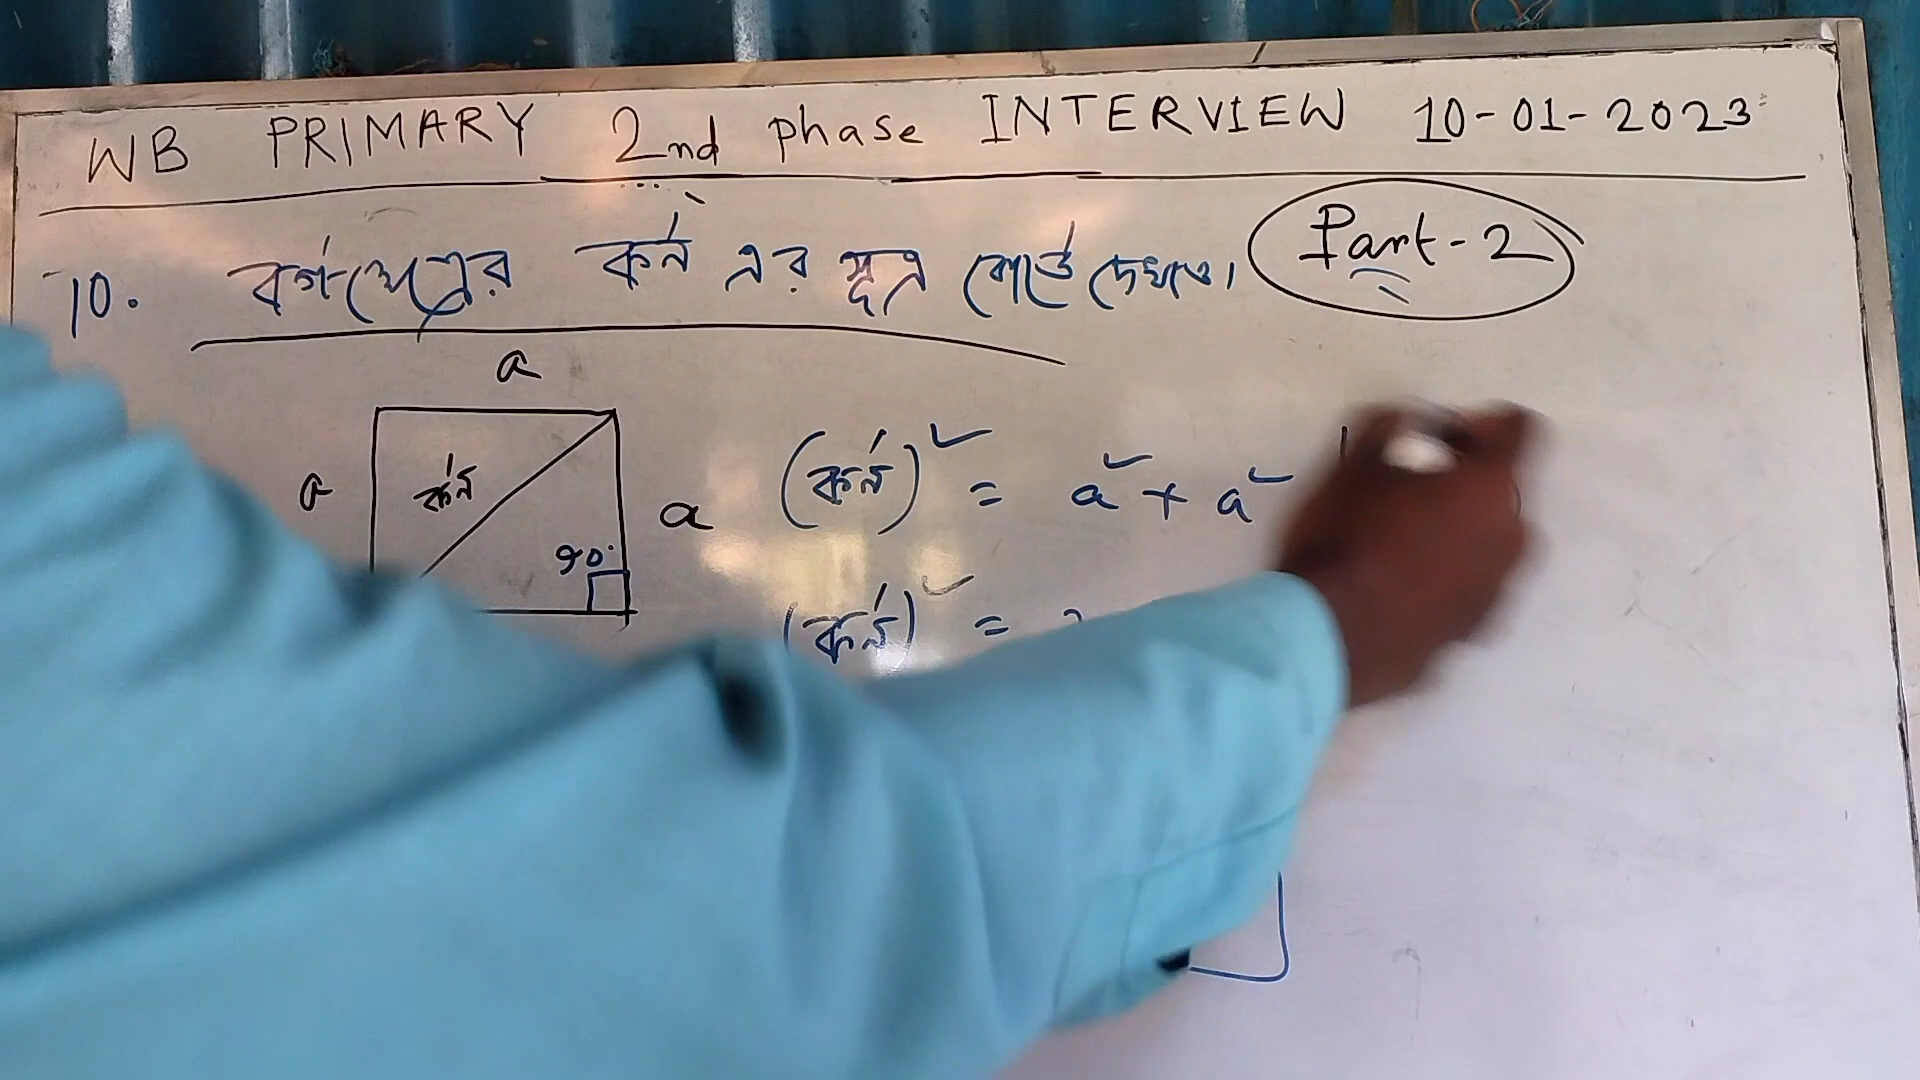 WB PRIMARY 2nd phase INTERVIEW 10-01-2023
10. বর্গক্ষেত্রের কর্ন এর সূত্র বোর্ডে দেখাও।
Part-2
a
a কর্ন a
90°
(কর্ন)² = a² + a²
(কর্ন)² =